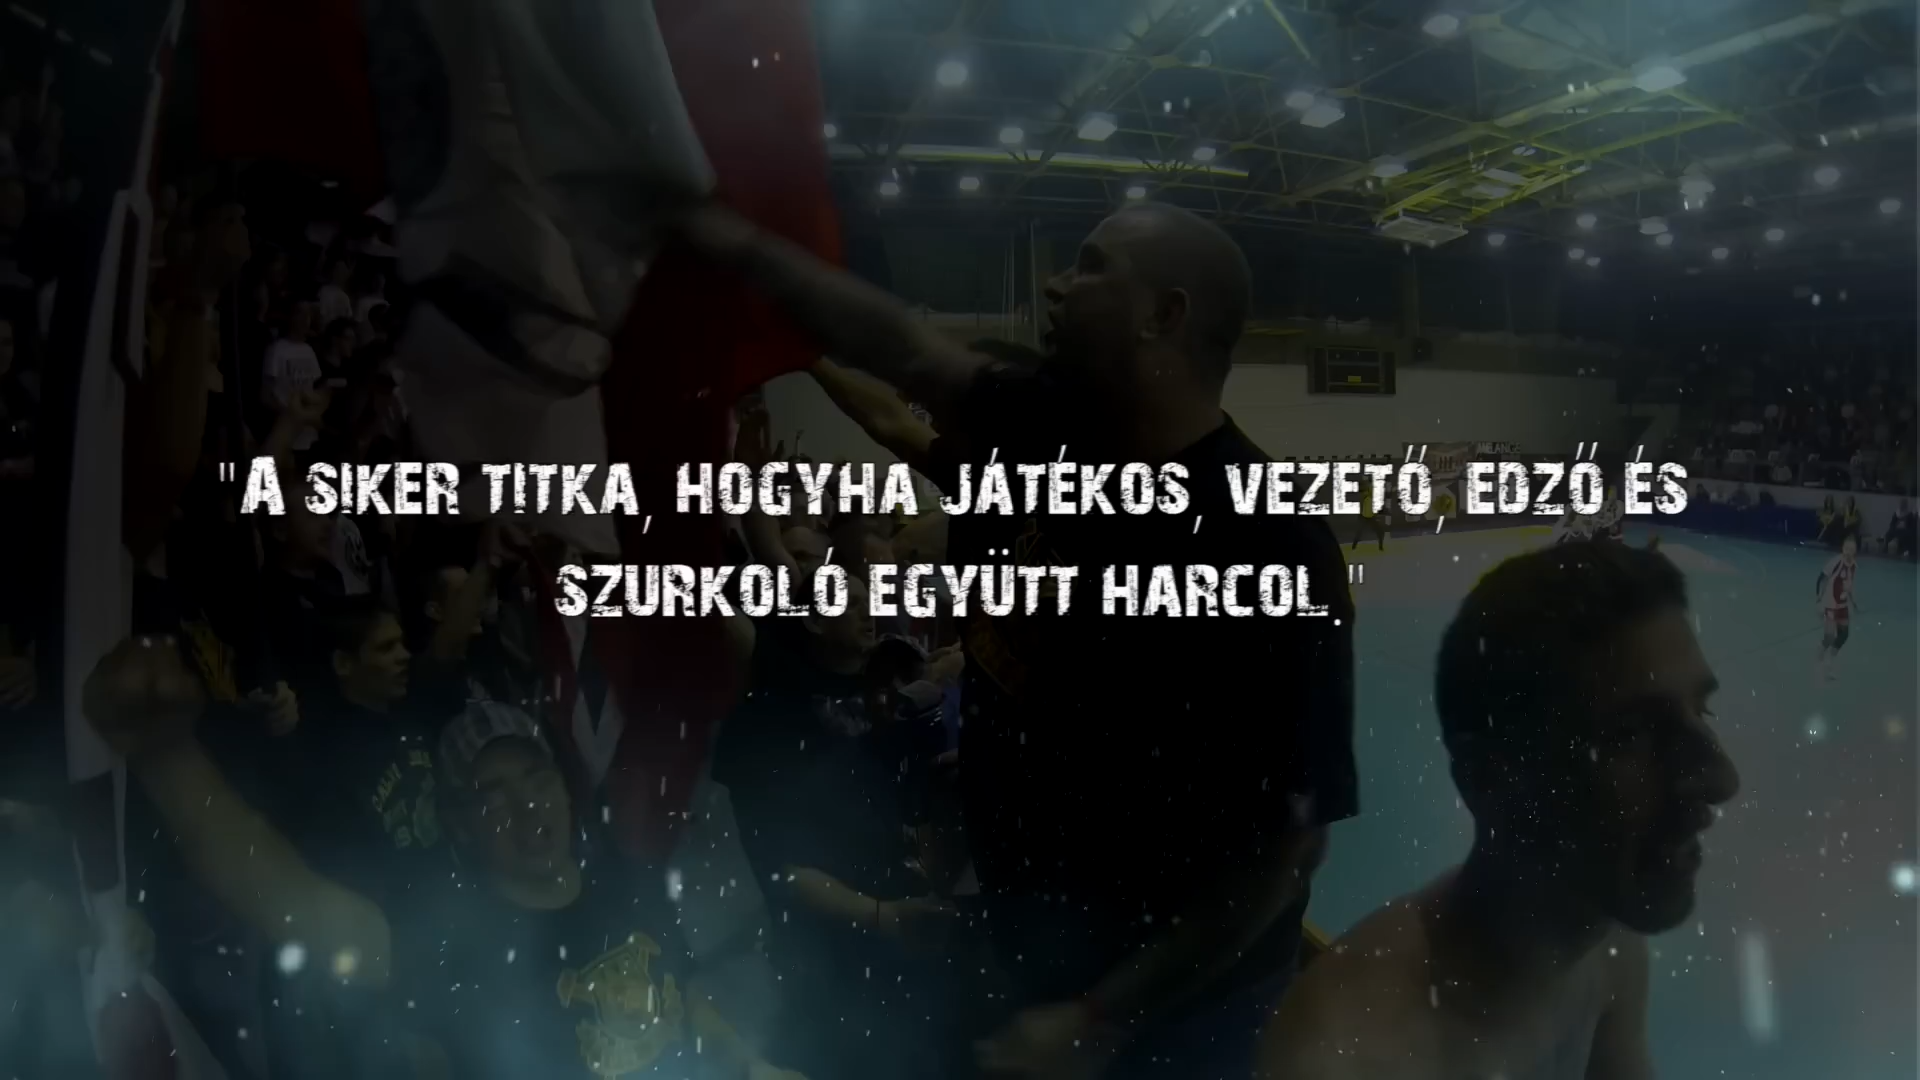 "A SIKER TITKA, HOGYHA JÁTÉKOS, VEZETŐ, EDZŐ ÉS
SZURKOLÓ EGYÜTT HARCOL."